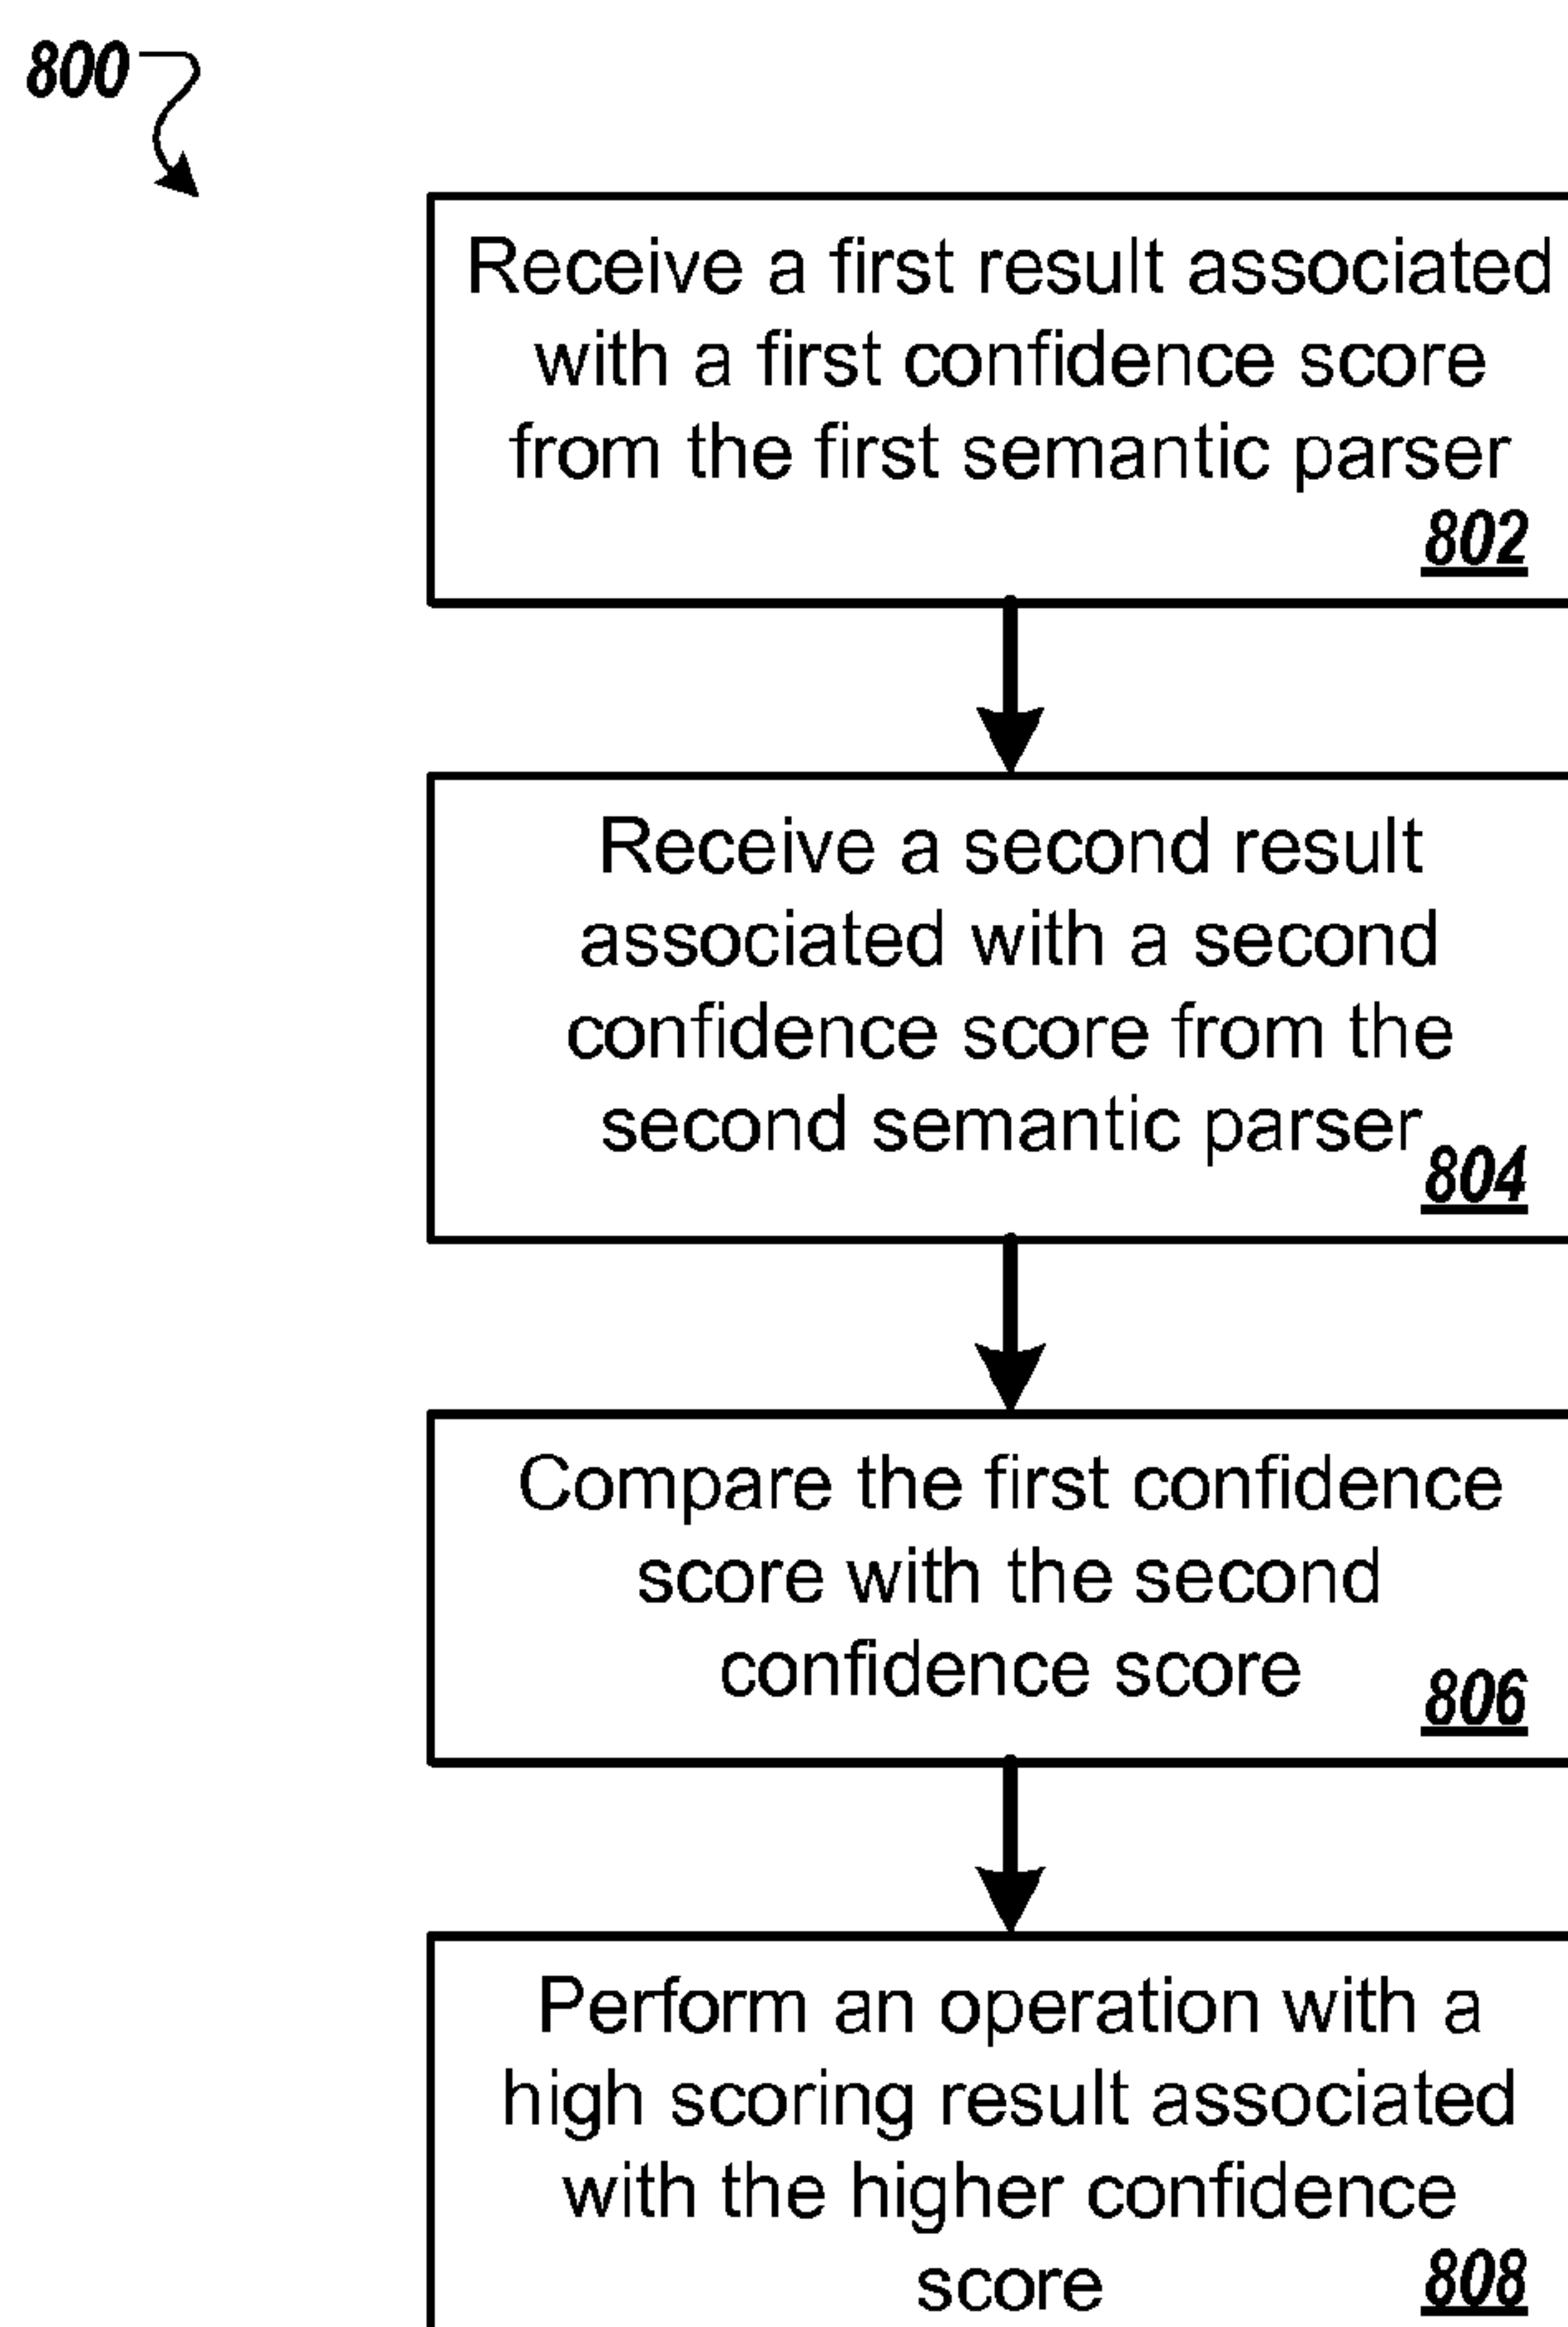 800
Receive a first result associated
with a first confidence score
from the first semantic parser
802
Receive a second result
associated with a second
confidence score from the
second semantic parser
804
Compare the first confidence
score with the second
confidence score
806
Perform an operation with a
high scoring result associated
with the higher confidence
score
808